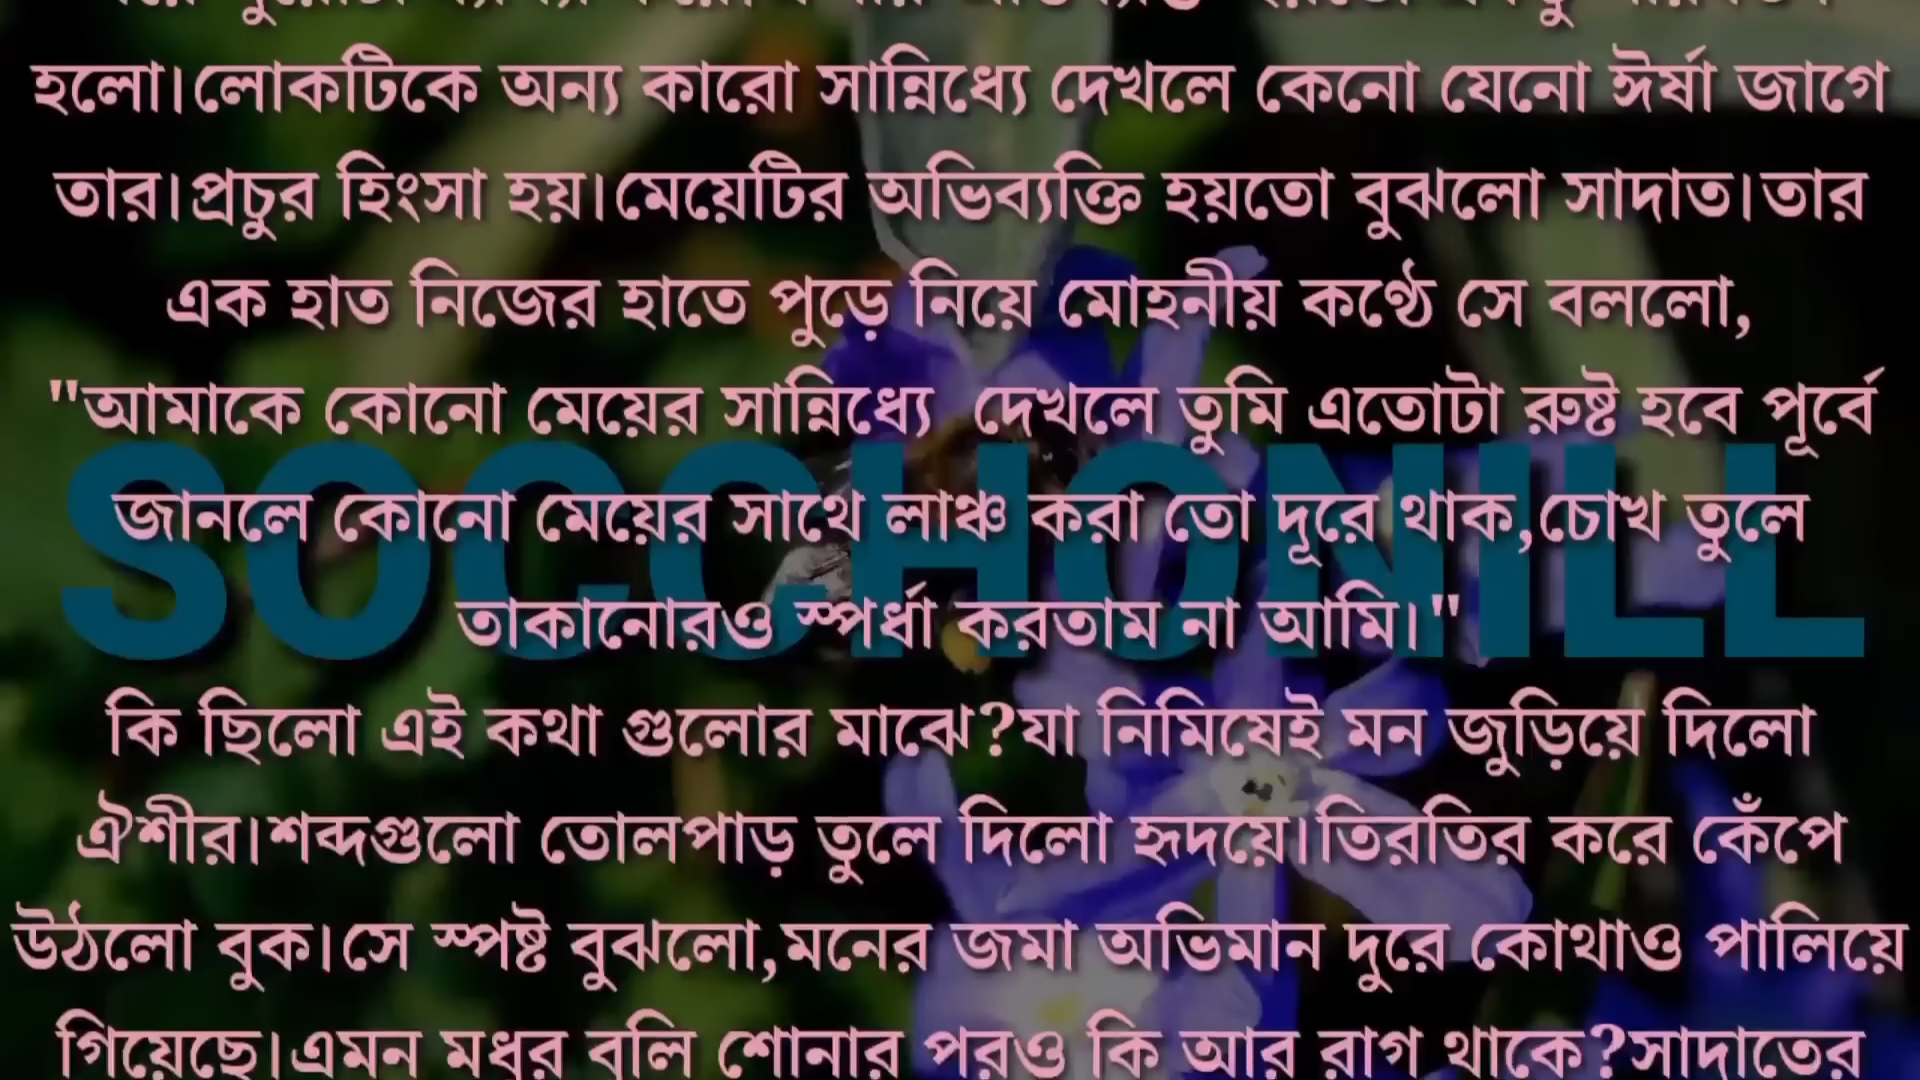 হলো।লোকটিকে অন্য কারো সান্নিধ্যে দেখলে কেনো যেনো ঈর্ষা জাগে
তার।প্রচুর হিংসা হয়।মেয়েটির অভিব্যক্তি হয়তো বুঝলো সাদাত।তার
এক হাত নিজের হাতে পুড়ে নিয়ে মোহনীয় কণ্ঠে সে বললো,
"আমাকে কোনো মেয়ের সান্নিধ্যে দেখলে তুমি এতোটা রুষ্ট হবে পূর্বে
জানলে কোনো মেয়ের সাথে লাঞ্চ করা তো দূরে থাক,চোখ তুলে
SOCCHONILL
তাকানোরও স্পর্ধা করতাম না আমি।"
কি ছিলো এই কথা গুলোর মাঝে?যা নিমিষেই মন জুড়িয়ে দিলো
ঐশীর।শব্দগুলো তোলপাড় তুলে দিলো হৃদয়ে।তিরতির করে কেঁপে
উঠলো বুক।সে স্পষ্ট বুঝলো,মনের জমা অভিমান দুরে কোথাও পালিয়ে
গিয়েছে।এমন মধুর বুলি শোনার পরও কি আর রাগ থাকে?সাদাতের